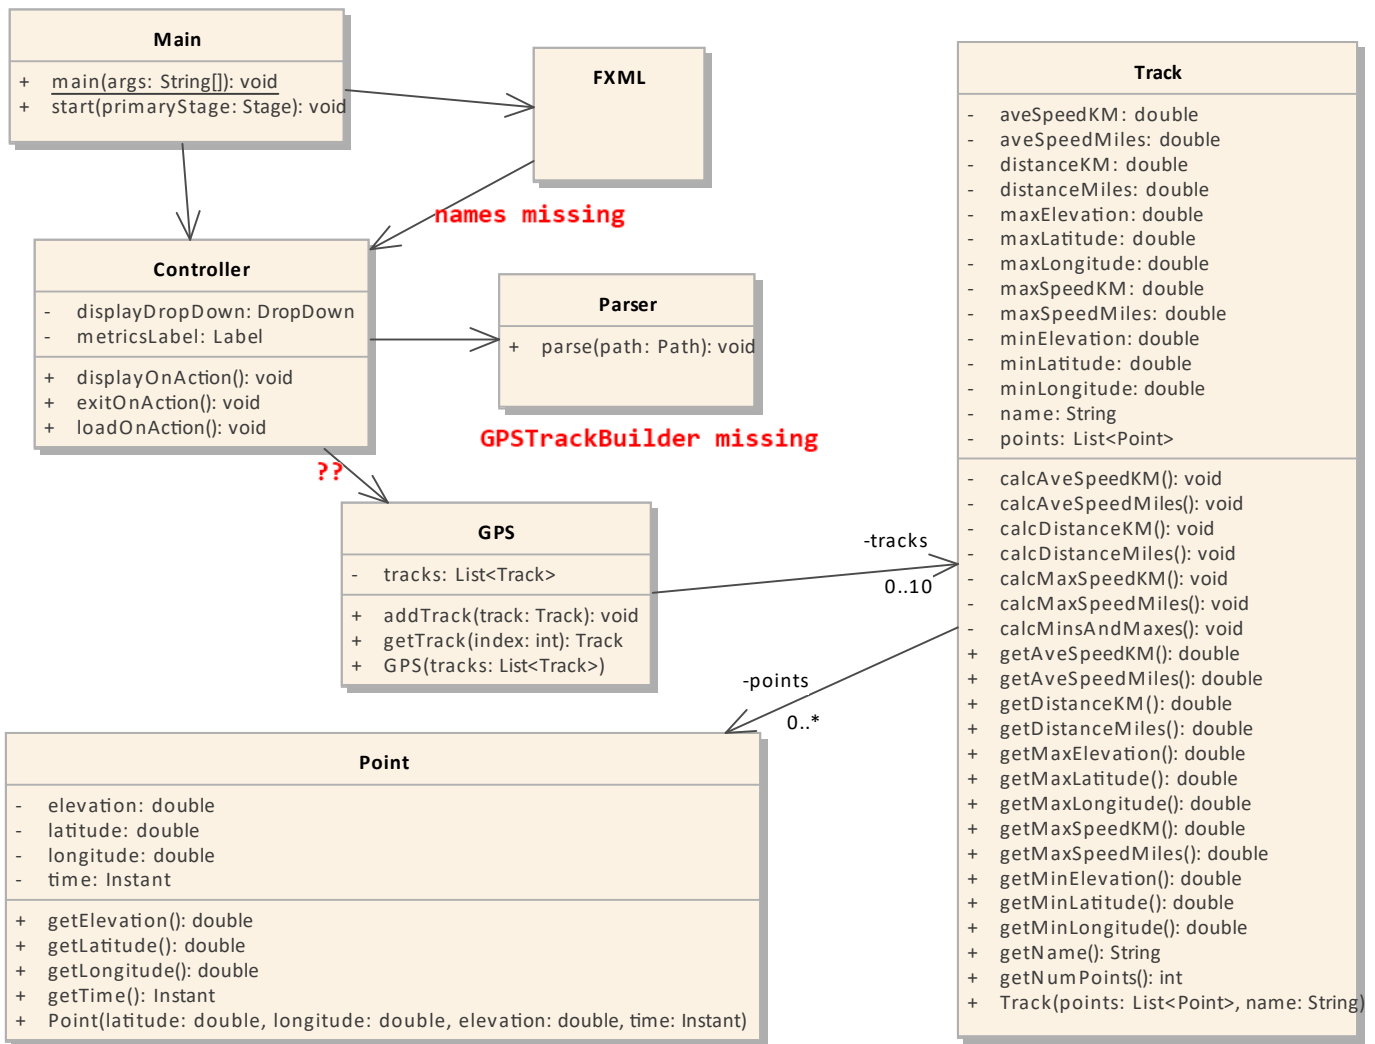 Main
+ main(args: String[]): void
+ start(primaryStage: Stage): void
FXML
names missing
Controller
- displayDropDown: DropDown
- metricsLabel: Label
+ displayOnAction(): void
+ exitOnAction(): void
+ loadOnAction(): void
Parser
+ parse(path: Path): void
GPSTrackBuilder missing
??
GPS
- tracks: List<Track>
+ addTrack(track: Track): void
+ getTrack(index: int): Track
+ GPS(tracks: List<Track>)
-tracks
0..10
-points
0..*
Point
- elevation: double
- latitude: double
- longitude: double
- time: Instant
+ getElevation(): double
+ getLatitude(): double
+ getLongitude(): double
+ getTime(): Instant
+ Point(latitude: double, longitude: double, elevation: double, time: Instant)
Track
- aveSpeedKM: double
- aveSpeedMiles: double
- distanceKM: double
- distanceMiles: double
- maxElevation: double
- maxLatitude: double
- maxLongitude: double
- maxSpeedKM: double
- maxSpeedMiles: double
- minElevation: double
- minLatitude: double
- minLongitude: double
- name: String
- points: List<Point>
- calcAveSpeedKM(): void
- calcAveSpeedMiles(): void
- calcDistanceKM(): void
- calcDistanceMiles(): void
- calcMaxSpeedKM(): void
- calcMaxSpeedMiles(): void
- calcMinsAndMaxes(): void
+ getAveSpeedKM(): double
+ getAveSpeedMiles(): double
+ getDistanceKM(): double
+ getDistanceMiles(): double
+ getMaxElevation(): double
+ getMaxLatitude(): double
+ getMaxLongitude(): double
+ getMaxSpeedKM(): double
+ getMaxSpeedMiles(): double
+ getMinElevation(): double
+ getMinLatitude(): double
+ getMinLongitude(): double
+ getName(): String
+ getNumPoints(): int
+ Track(points: List<Point>, name: String)